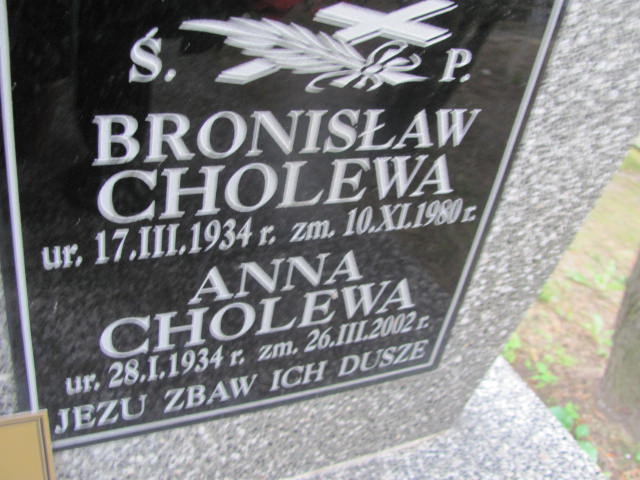 Ś. P.
BRONISŁAW
CHOLEWA
ur. 17.III.1934 r. zm. 10.XI.1980 r.
ANNA
CHOLEWA
ur. 28.I.1934 r. zm. 26.III.2002 r.
JEZU ZBAW ICH DUSZE